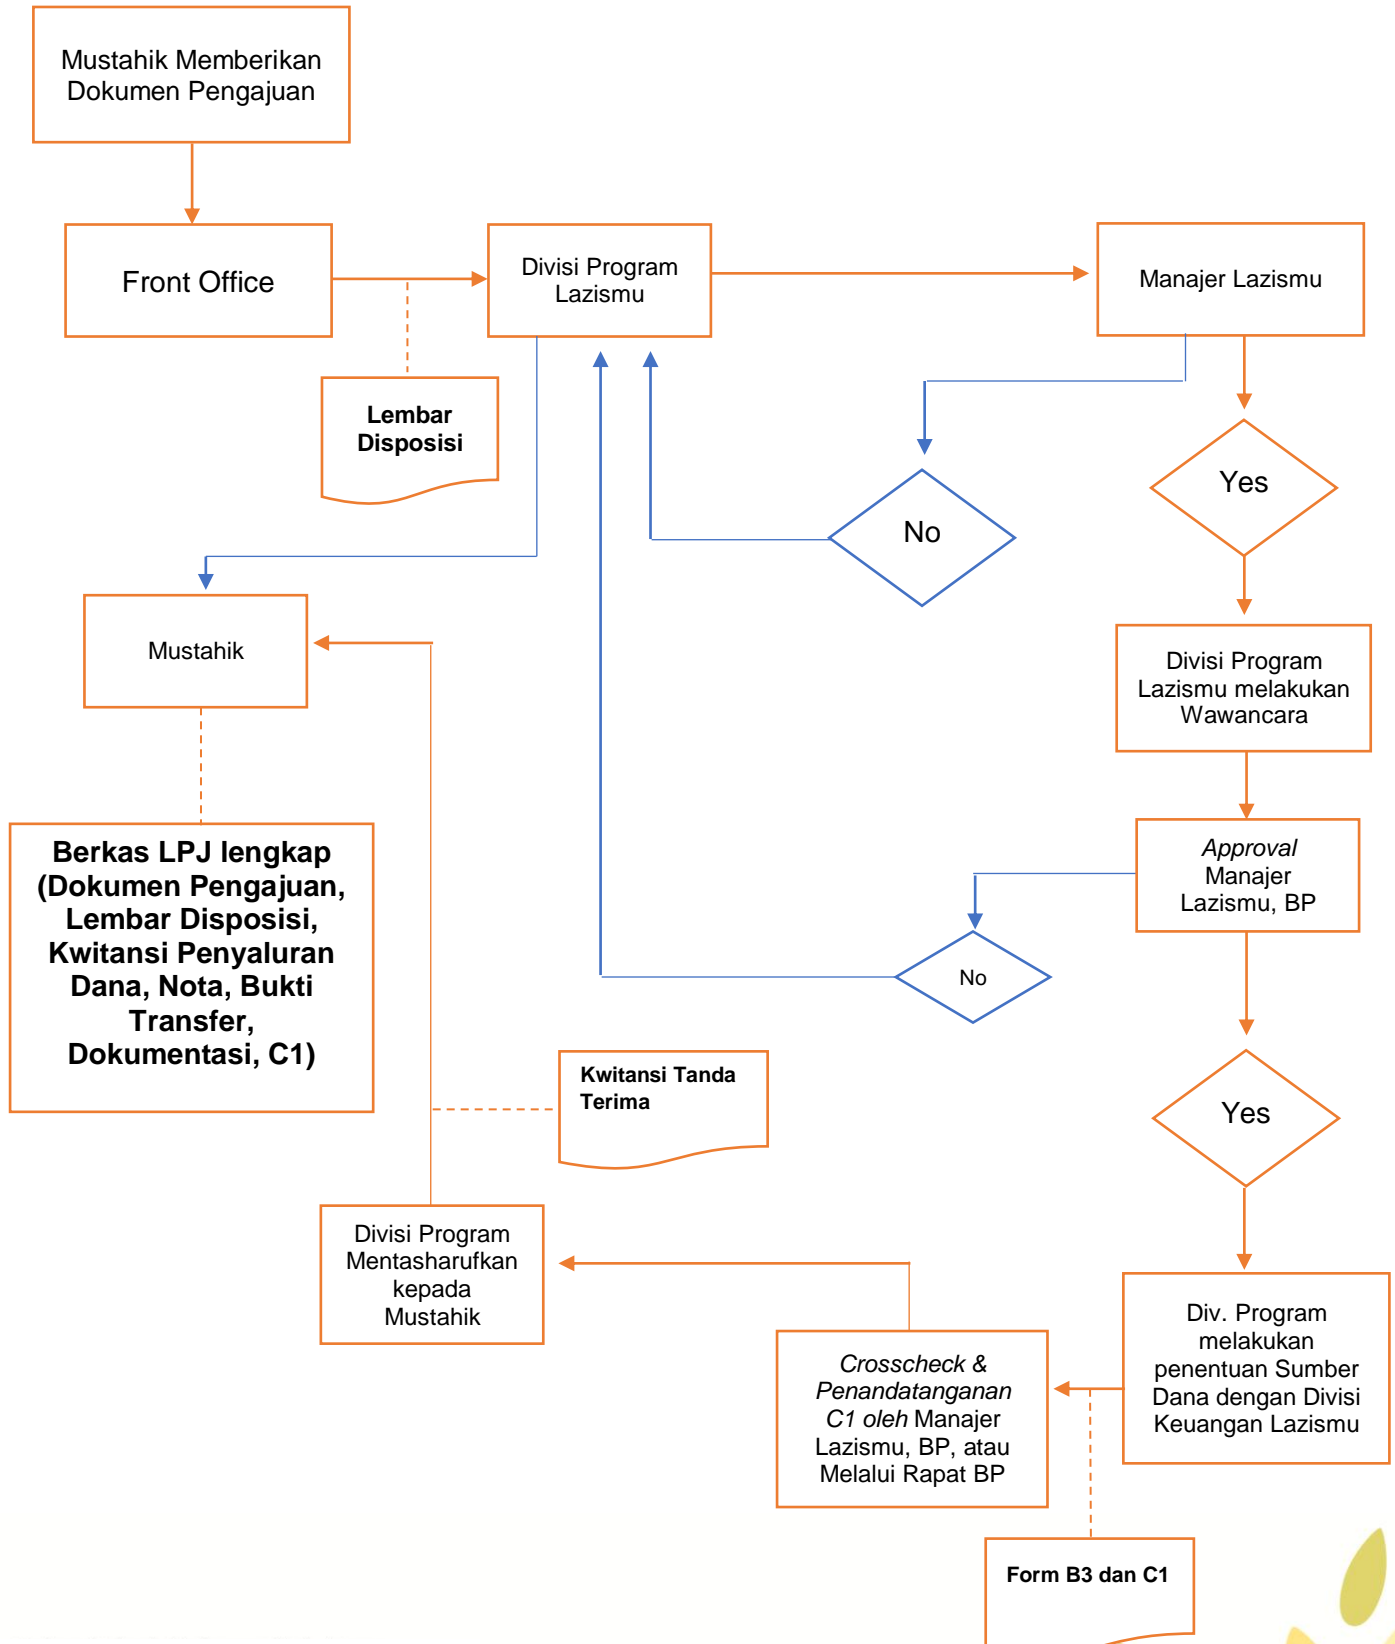 Mustahik Memberikan
Dokumen Pengajuan
Front Office
Divisi Program
Lazismu
Manajer Lazismu
Lembar
Disposisi
Yes
No
Mustahik
Divisi Program
Lazismu melakukan
Wawancara
Approval
Manajer
Lazismu, BP
Berkas LPJ lengkap
(Dokumen Pengajuan,
Lembar Disposisi,
Kwitansi Penyaluran
Dana, Nota, Bukti
Transfer,
Dokumentasi, C1)
No
Kwitansi Tanda
Terima
Yes
Divisi Program
Mentasharufkan
kepada
Mustahik
Div. Program
melakukan
penentuan Sumber
Dana dengan Divisi
Keuangan Lazismu
Crosscheck &
Penandatanganan
C1 oleh Manajer
Lazismu, BP, atau
Melalui Rapat BP
Form B3 dan C1